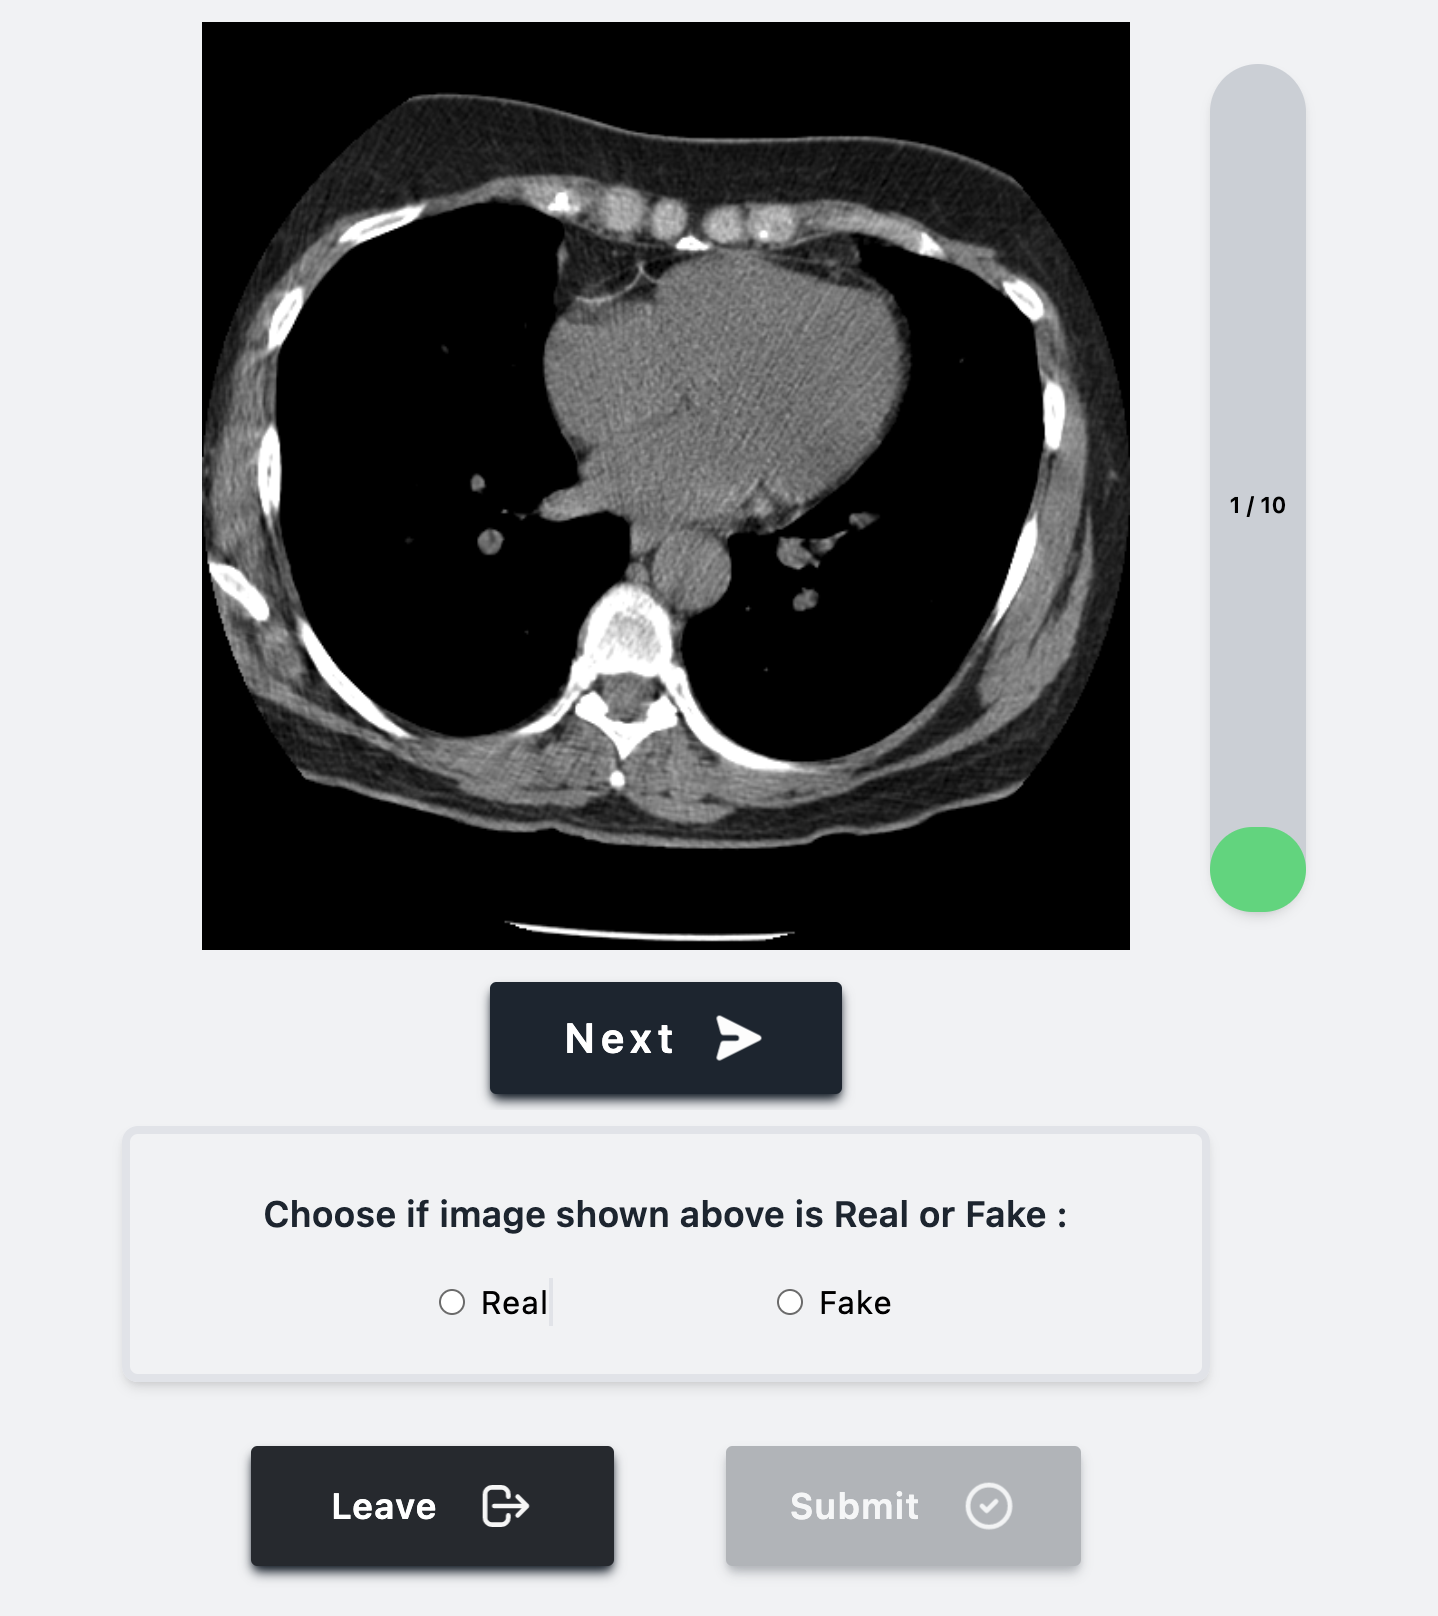 1 / 10
Next
Choose if image shown above is Real or Fake :
Real
Fake
Leave
Submit